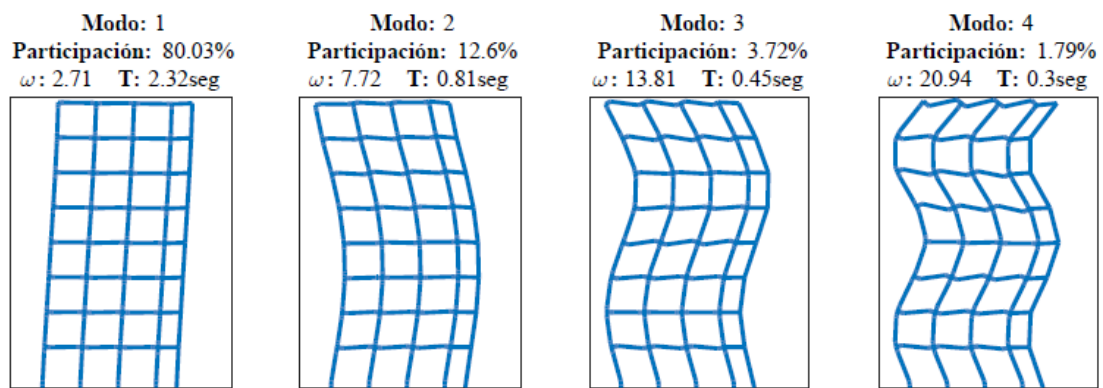 Modo: 1
Participación: 80.03%
ω: 2.71 T: 2.32seg
Modo: 2
Participación: 12.6%
ω: 7.72 T: 0.81seg
Modo: 3
Participación: 3.72%
ω: 13.81 T: 0.45seg
Modo: 4
Participación: 1.79%
ω: 20.94 T: 0.3seg